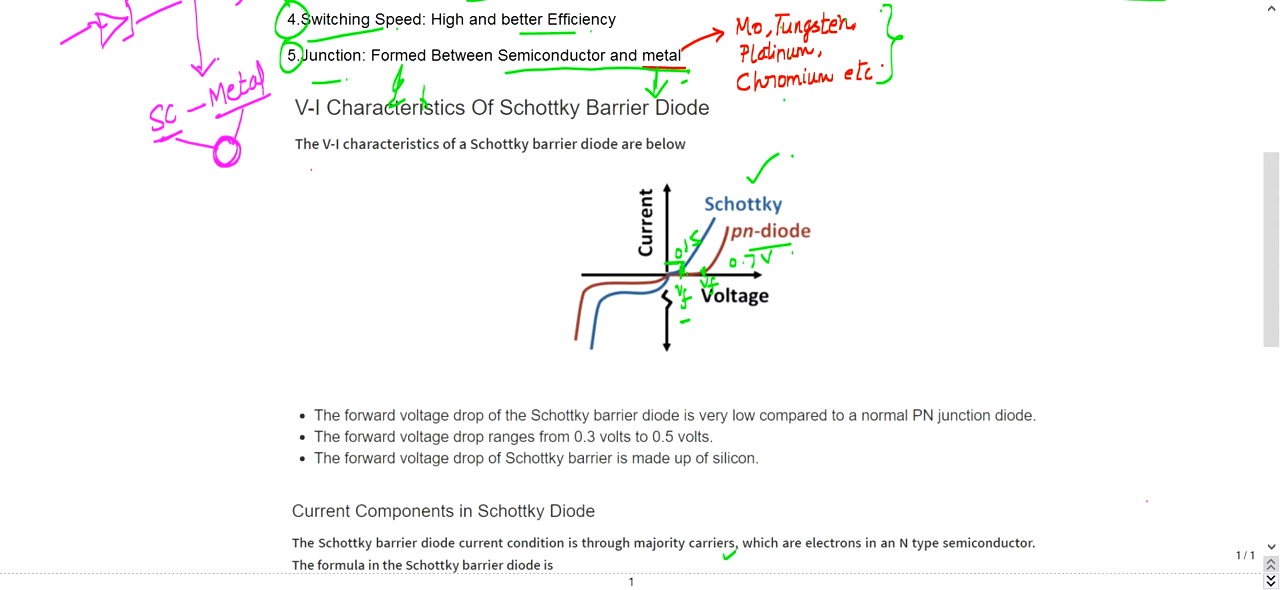 4.Switching Speed: High and better Efficiency
5.Junction: Formed Between Semiconductor and metal
Mo, Tungsten,
Platinum,
Chromium etc.
SC - Metal
V-I Characteristics Of Schottky Barrier Diode
The V-I characteristics of a Schottky barrier diode are below
Current
Schottky
pn-diode
0.7V
Vf
Vf
Voltage
The forward voltage drop of the Schottky barrier diode is very low compared to a normal PN junction diode.
The forward voltage drop ranges from 0.3 volts to 0.5 volts.
The forward voltage drop of Schottky barrier is made up of silicon.
Current Components in Schottky Diode
The Schottky barrier diode current condition is through majority carriers, which are electrons in an N type semiconductor.
The formula in the Schottky barrier diode is
1 / 1
1